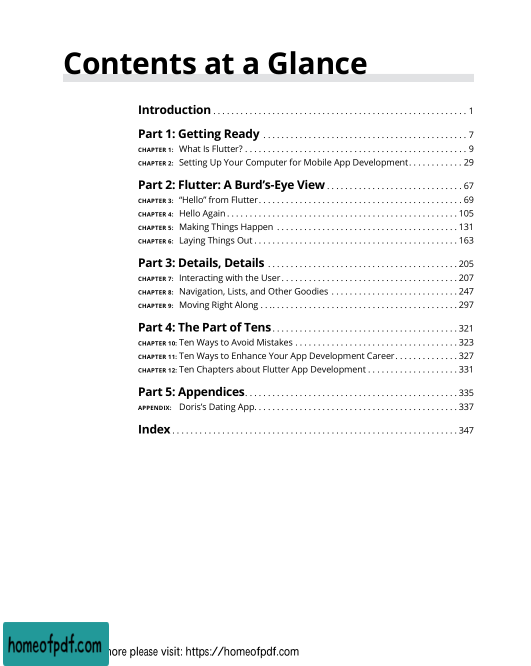 Contents at a Glance
Introduction . . . . . . . . . . . . . . . . . . . . . . . . . . . . . . . . . . . . . . . . . . . . . . . . . . . . . . . . 1
Part 1: Getting Ready . . . . . . . . . . . . . . . . . . . . . . . . . . . . . . . . . . . . . . . . . . . . . 7
CHAPTER 1: What Is Flutter? . . . . . . . . . . . . . . . . . . . . . . . . . . . . . . . . . . . . . . . . . . . . . . . . . 9
CHAPTER 2: Setting Up Your Computer for Mobile App Development . . . . . . . . . . . . 29
Part 2: Flutter: A Burd’s-Eye View . . . . . . . . . . . . . . . . . . . . . . . . . . . . . 67
CHAPTER 3: “Hello” from Flutter . . . . . . . . . . . . . . . . . . . . . . . . . . . . . . . . . . . . . . . . . . . . 69
CHAPTER 4: Hello Again . . . . . . . . . . . . . . . . . . . . . . . . . . . . . . . . . . . . . . . . . . . . . . . . . . . 105
CHAPTER 5: Making Things Happen . . . . . . . . . . . . . . . . . . . . . . . . . . . . . . . . . . . . . . . . 131
CHAPTER 6: Laying Things Out . . . . . . . . . . . . . . . . . . . . . . . . . . . . . . . . . . . . . . . . . . . . . 163
Part 3: Details, Details . . . . . . . . . . . . . . . . . . . . . . . . . . . . . . . . . . . . . . . . . . 205
CHAPTER 7: Interacting with the User . . . . . . . . . . . . . . . . . . . . . . . . . . . . . . . . . . . . . . . 207
CHAPTER 8: Navigation, Lists, and Other Goodies . . . . . . . . . . . . . . . . . . . . . . . . . . . . 247
CHAPTER 9: Moving Right Along . . . . . . . . . . . . . . . . . . . . . . . . . . . . . . . . . . . . . . . . . . . . 297
Part 4: The Part of Tens . . . . . . . . . . . . . . . . . . . . . . . . . . . . . . . . . . . . . . . . . 321
CHAPTER 10: Ten Ways to Avoid Mistakes . . . . . . . . . . . . . . . . . . . . . . . . . . . . . . . . . . . . 323
CHAPTER 11: Ten Ways to Enhance Your App Development Career . . . . . . . . . . . . . . 327
CHAPTER 12: Ten Chapters about Flutter App Development . . . . . . . . . . . . . . . . . . . . 331
Part 5: Appendices . . . . . . . . . . . . . . . . . . . . . . . . . . . . . . . . . . . . . . . . . . . . . . . 335
APPENDIX: Doris’s Dating App . . . . . . . . . . . . . . . . . . . . . . . . . . . . . . . . . . . . . . . . . . . . . 337
Index . . . . . . . . . . . . . . . . . . . . . . . . . . . . . . . . . . . . . . . . . . . . . . . . . . . . . . . . . . . . . . . 347
homeofpdf.com
please visit: https://homeofpdf.com